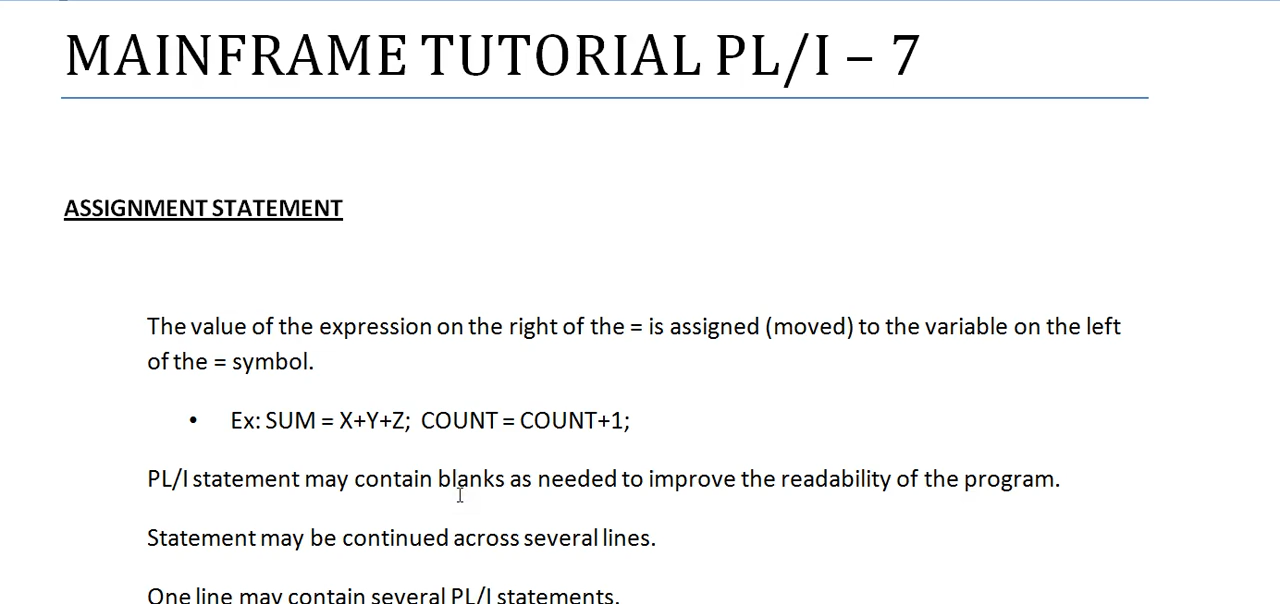 MAINFRAME TUTORIAL PL/I – 7
ASSIGNMENT STATEMENT
The value of the expression on the right of the = is assigned (moved) to the variable on the left
of the = symbol.
• Ex: SUM = X+Y+Z; COUNT = COUNT+1;
PL/I statement may contain blanks as needed to improve the readability of the program.
Statement may be continued across several lines.
One line may contain several PL/I statements.